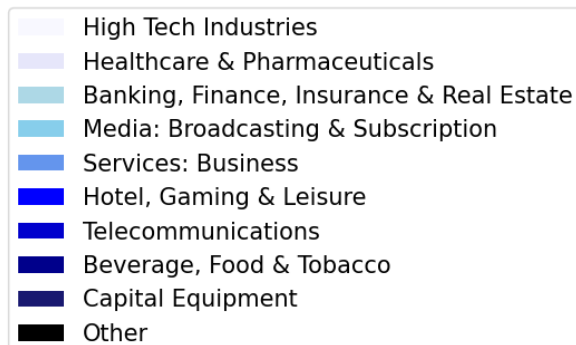 High Tech Industries
Healthcare & Pharmaceuticals
Banking, Finance, Insurance & Real Estate
Media: Broadcasting & Subscription
Services: Business
Hotel, Gaming & Leisure
Telecommunications
Beverage, Food & Tobacco
Capital Equipment
Other